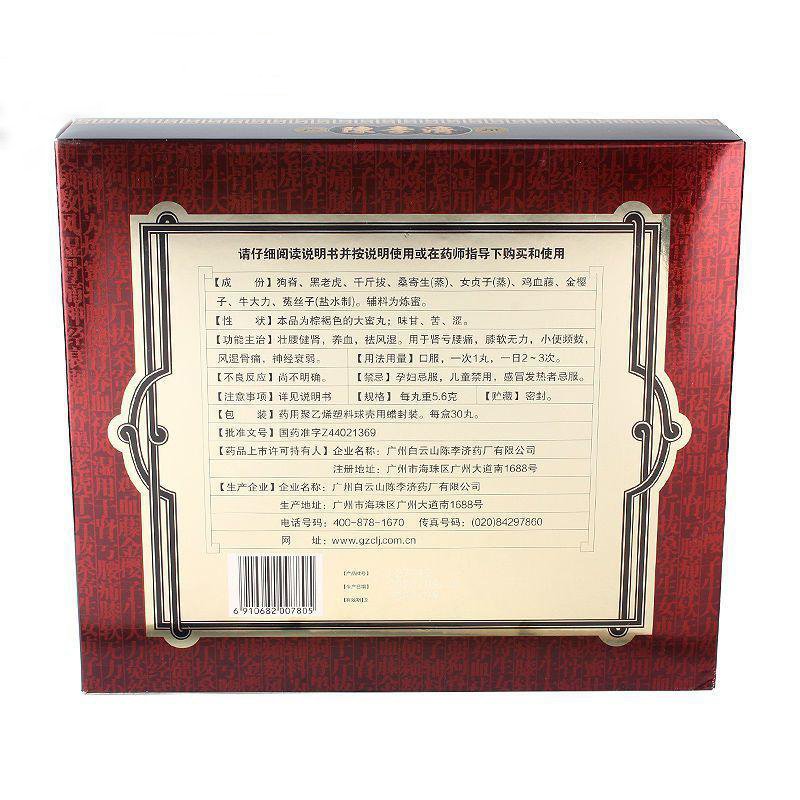 陈李济
请仔细阅读说明书并按说明使用或在药师指导下购买和使用
【成 份】狗脊、黑老虎、千斤拔、桑寄生(蒸)、女贞子(蒸)、鸡血藤、金樱
子、牛大力、菟丝子(盐水制)。辅料为炼蜜。
【性 状】本品为棕褐色的大蜜丸；味甘、苦、涩。
【功能主治】壮腰健肾，养血，祛风湿。用于肾亏腰痛，膝软无力，小便频数，
风湿骨痛，神经衰弱。 【用法用量】口服，一次1丸，一日2~3次。
【不良反应】尚不明确。 【禁忌】孕妇忌服，儿童禁用，感冒发热者忌服。
【注意事项】详见说明书 【规格】 每丸重5.6克 【贮藏】密封。
【包 装】药用聚乙烯塑料球壳用蜡封装。每盒30丸。
【批准文号】国药准字Z44021369
【药品上市许可持有人】企业名称：广州白云山陈李济药厂有限公司
注册地址：广州市海珠区广州大道南1688号
【生产企业】企业名称：广州白云山陈李济药厂有限公司
生产地址：广州市海珠区广州大道南1688号
电话号码：400-878-1670 传真号码：(020)84297860
网 址：www.gzclj.com.cn
【产品批号】
【生产日期】
【有效期】至
6 910682 007805